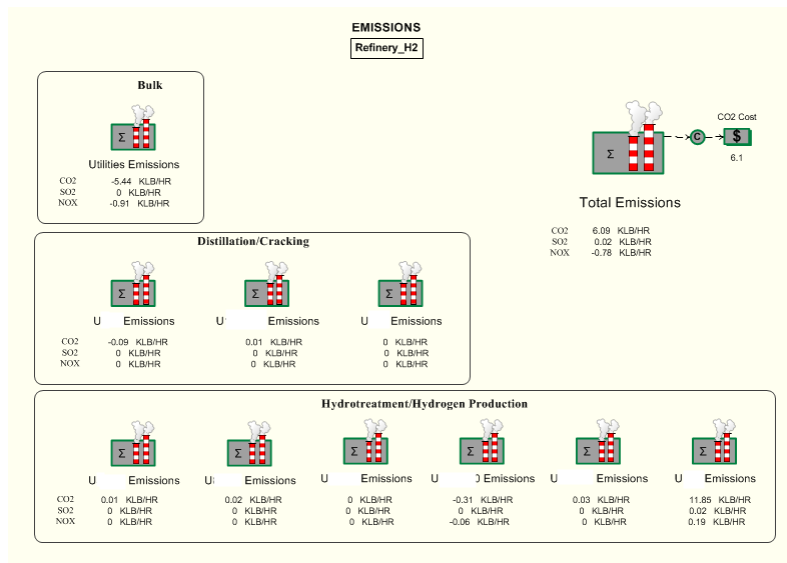 EMISSIONS
Refinery_H2
Bulk
Σ
Utilities Emissions
CO2 -5.44 KLB/HR
SO2 0 KLB/HR
NOX -0.91 KLB/HR
CO2 Cost
Σ C $
6.1
Total Emissions
CO2 6.09 KLB/HR
SO2 0.02 KLB/HR
NOX -0.78 KLB/HR
Distillation/Cracking
Σ Σ Σ
U Emissions U Emissions U Emissions
CO2 -0.09 KLB/HR 0.01 KLB/HR 0 KLB/HR
SO2 0 KLB/HR 0 KLB/HR 0 KLB/HR
NOX 0 KLB/HR 0 KLB/HR 0 KLB/HR
Hydrotreatment/Hydrogen Production
Σ Σ Σ Σ Σ Σ
U Emissions U Emissions U Emissions U Emissions U Emissions U Emissions
CO2 0.01 KLB/HR 0.02 KLB/HR 0 KLB/HR -0.31 KLB/HR 0.03 KLB/HR 11.85 KLB/HR
SO2 0 KLB/HR 0 KLB/HR 0 KLB/HR 0 KLB/HR 0 KLB/HR 0.02 KLB/HR
NOX 0 KLB/HR 0 KLB/HR 0 KLB/HR -0.06 KLB/HR 0 KLB/HR 0.19 KLB/HR